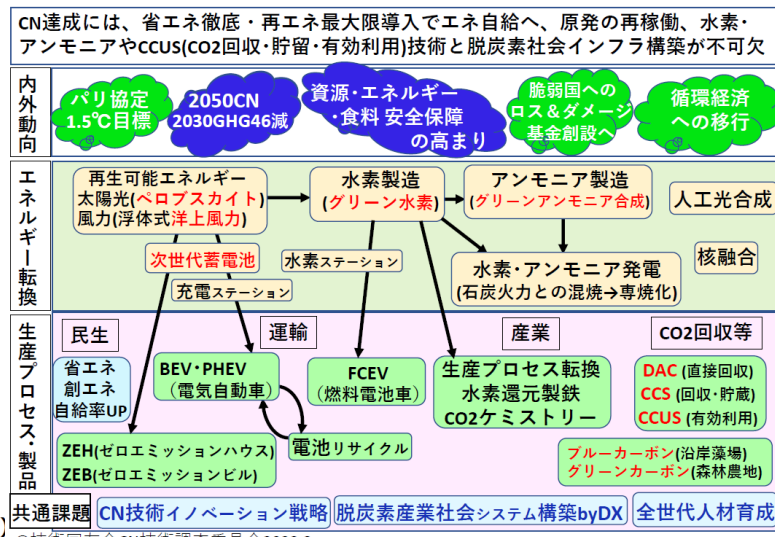 CN達成には、省エネ徹底・再エネ最大限導入でエネ自給へ、原発の再稼働、水素・
アンモニアやCCUS(CO2回収・貯留・有効利用)技術と脱炭素社会インフラ構築が不可欠
内外動向
パリ協定
1.5℃目標
2050CN
2030GHG46減
資源・エネルギー
・食料 安全保障
の高まり
脆弱国への
ロス&ダメージ
基金創設へ
循環経済
への移行
エネルギー転換
再生可能エネルギー
太陽光(ペロブスカイト)
風力(浮体式洋上風力)
水素製造
(グリーン水素)
アンモニア製造
(グリーンアンモニア合成)
人工光合成
次世代蓄電池
充電ステーション
水素ステーション
水素・アンモニア発電
(石炭火力との混焼→専焼化)
核融合
生産プロセス・製品
民生
運輸
産業
CO2回収等
省エネ
創エネ
自給率UP
BEV・PHEV
(電気自動車)
FCEV
(燃料電池車)
生産プロセス転換
水素還元製鉄
CO2ケミストリー
DAC (直接回収)
CCS (回収・貯蔵)
CCUS (有効利用)
ZEH(ゼロエミッションハウス)
ZEB(ゼロエミッションビル)
電池リサイクル
ブルーカーボン(沿岸藻場)
グリーンカーボン(森林農地)
共通課題
CN技術イノベーション戦略
脱炭素産業社会システム構築byDX
全世代人材育成